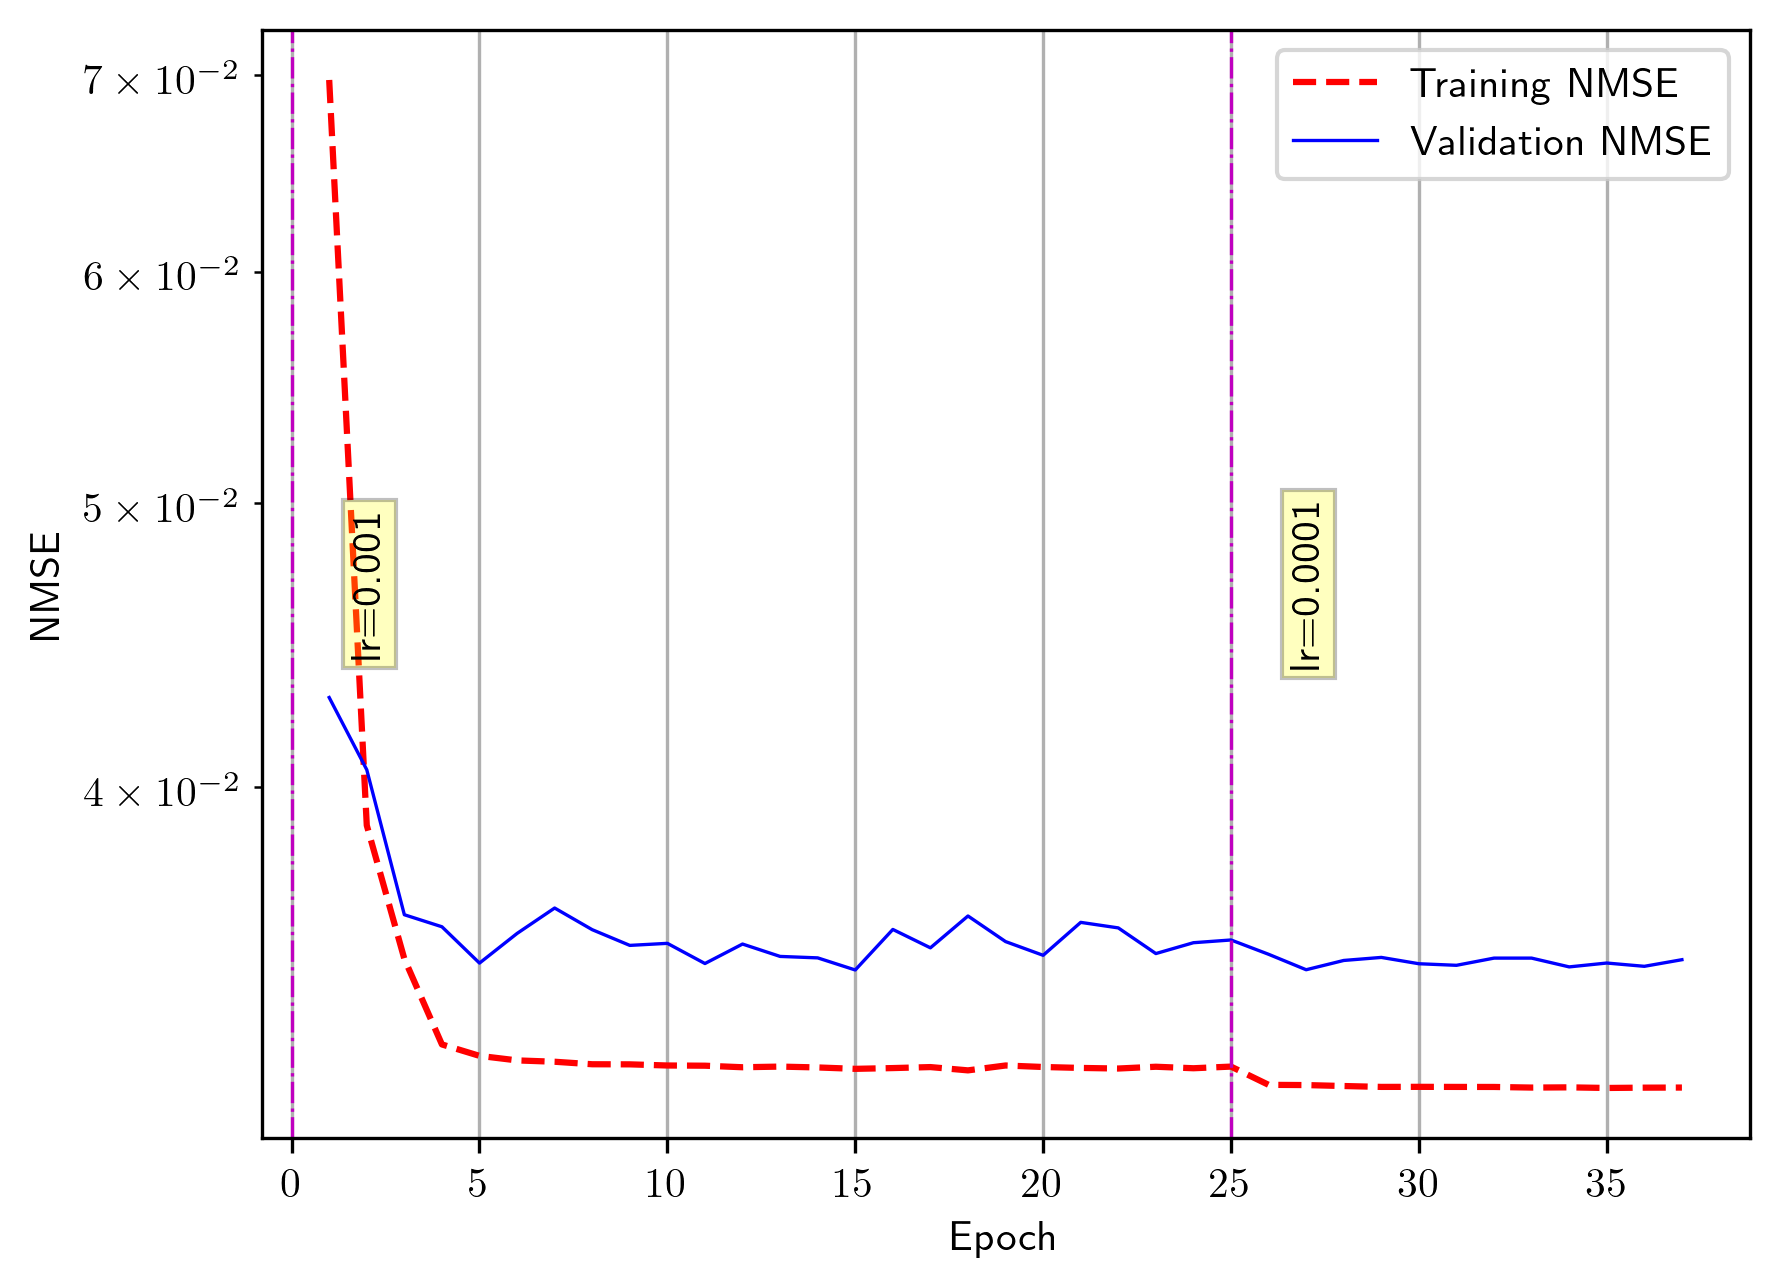 7 × 10⁻²
6 × 10⁻²
5 × 10⁻²
4 × 10⁻²
NMSE
lr=0.001
lr=0.0001
Training NMSE
Validation NMSE
0 5 10 15 20 25 30 35
Epoch